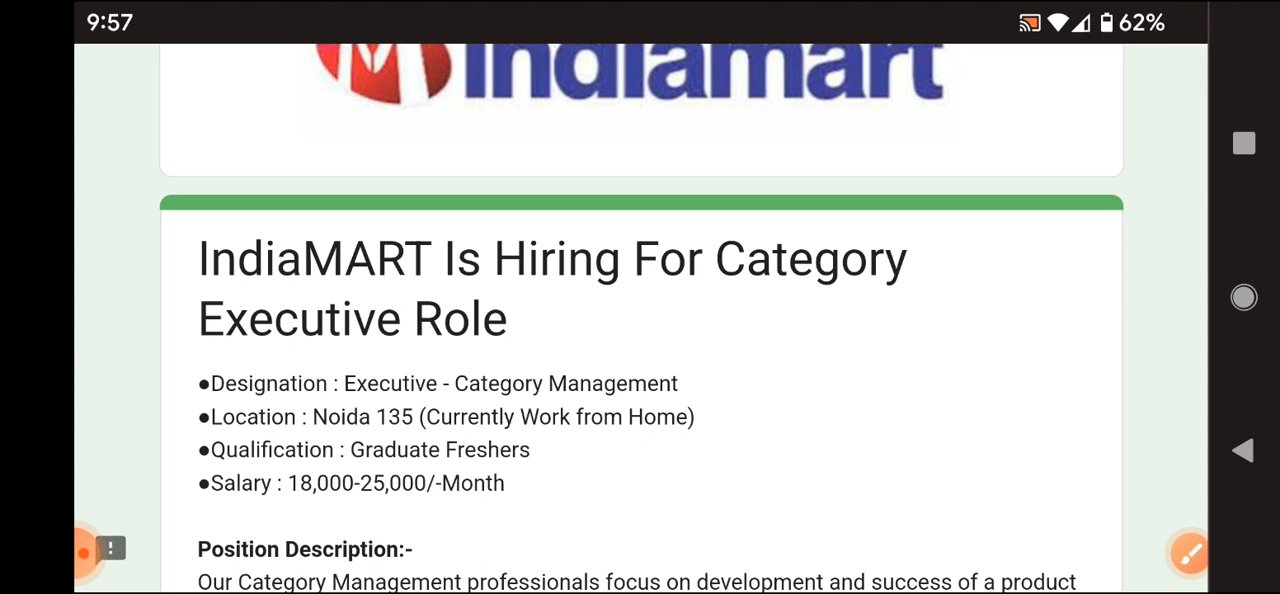 9:57
62%
indiamart
IndiaMART Is Hiring For Category
Executive Role
●Designation : Executive - Category Management
●Location : Noida 135 (Currently Work from Home)
●Qualification : Graduate Freshers
●Salary : 18,000-25,000/-Month
Position Description:-
Our Category Management professionals focus on development and success of a product